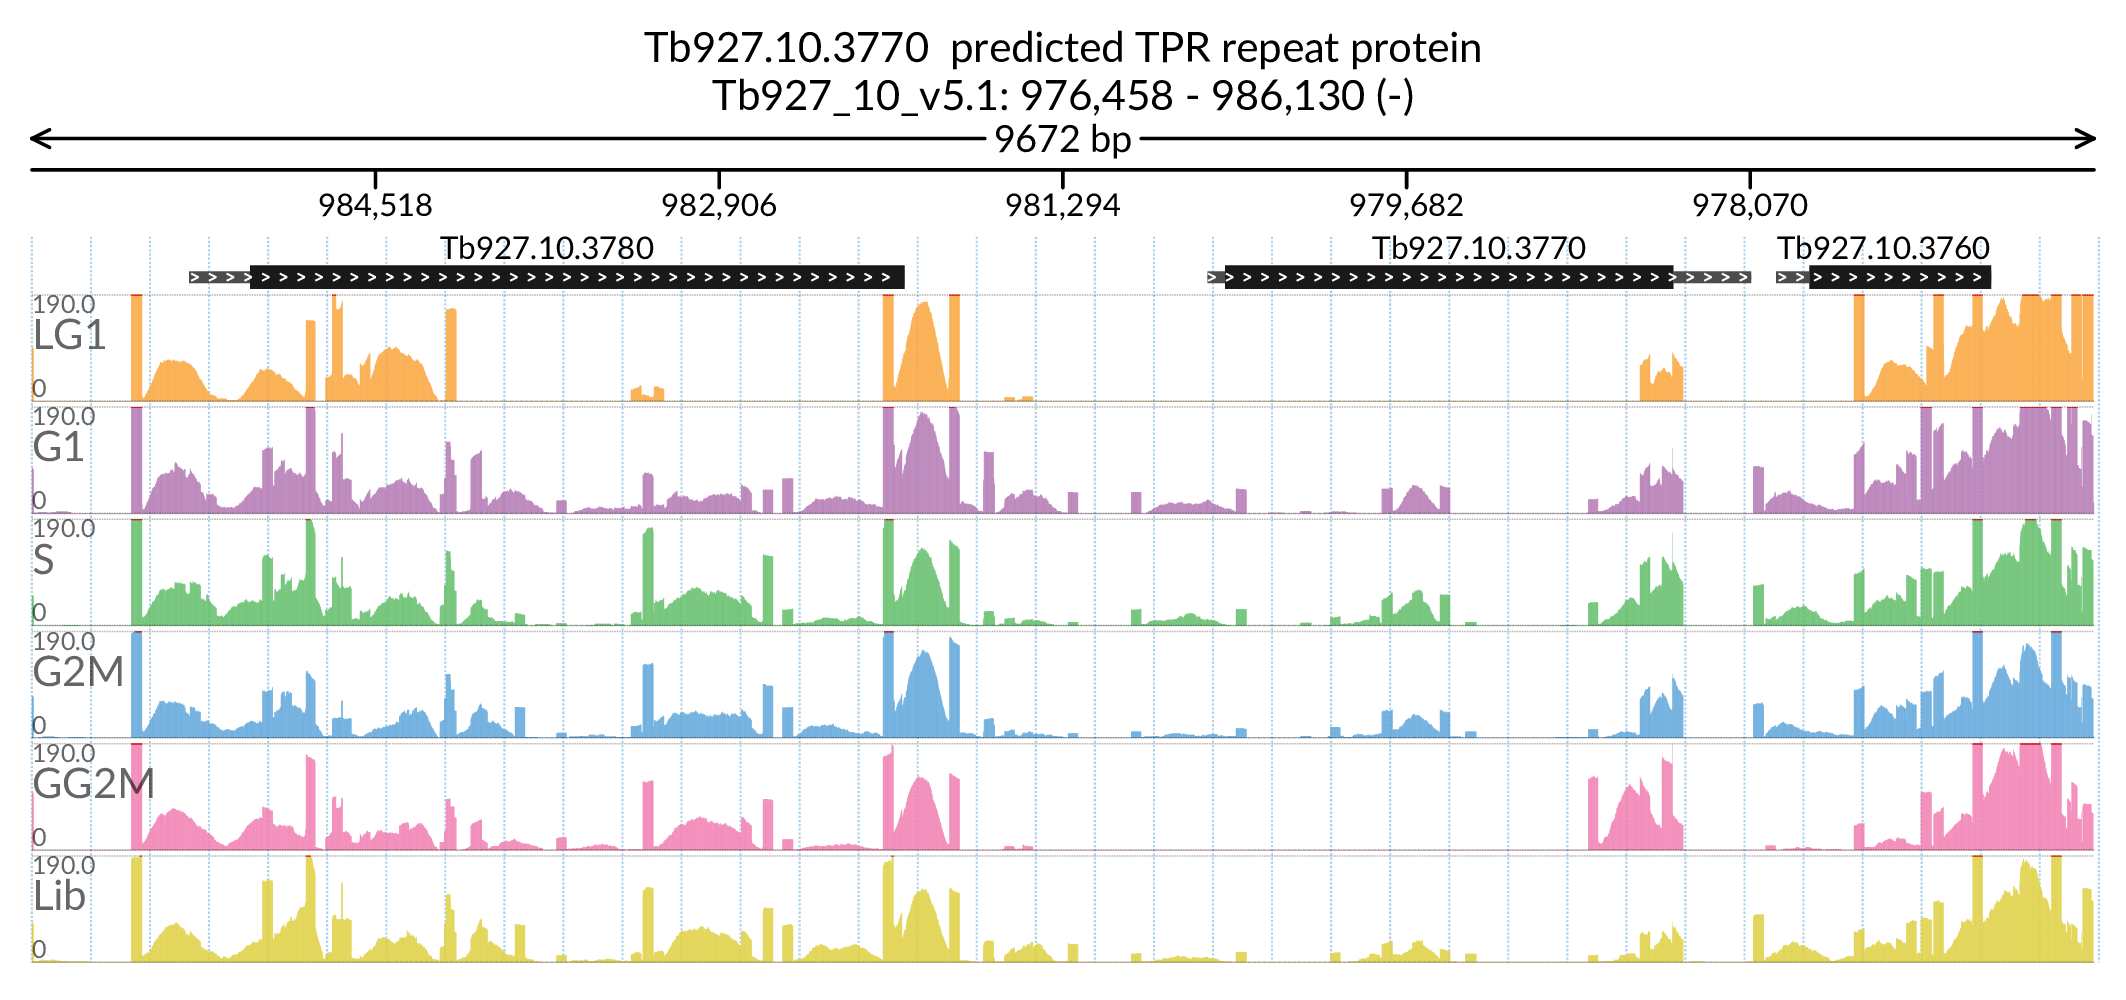 Tb927.10.3770  predicted TPR repeat protein
Tb927_10_v5.1: 976,458 - 986,130 (-)
9672 bp
984,518 982,906 981,294 979,682 978,070
Tb927.10.3780 Tb927.10.3770 Tb927.10.3760
190.0
LG1
0
190.0
G1
0
190.0
S
0
190.0
G2M
0
190.0
GG2M
0
190.0
Lib
0